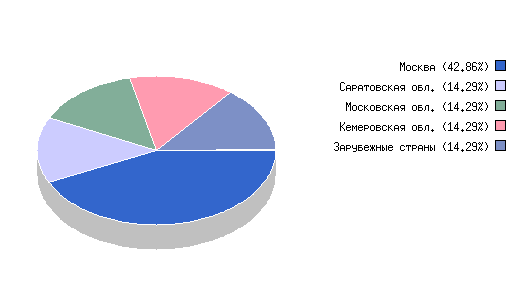 Москва (42.86%)
Саратовская обл. (14.29%)
Московская обл. (14.29%)
Кемеровская обл. (14.29%)
Зарубежные страны (14.29%)